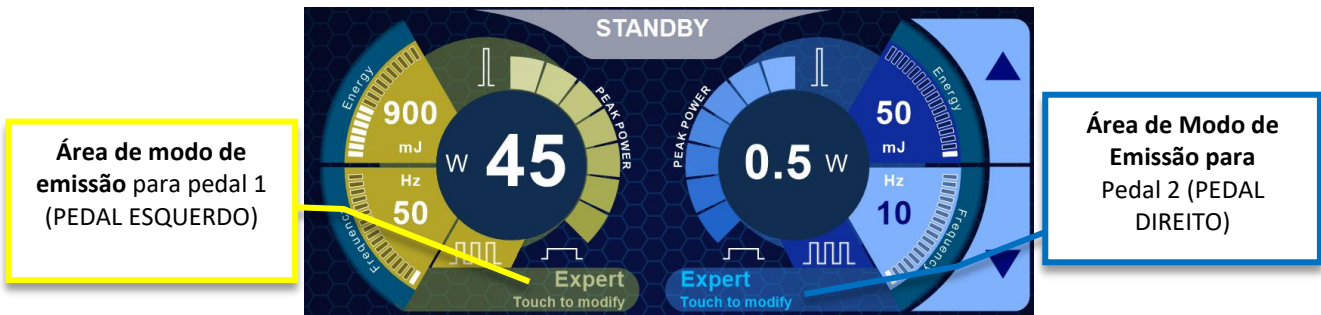 STANDBY
Área de modo de
emissão para pedal 1
(PEDAL ESQUERDO)
Energy
900
mJ
Hz
50
Frequency
W 45
PEAK POWER
Expert
Touch to modify
PEAK POWER
0.5 W
Energy
50
mJ
Hz
10
Frequency
Expert
Touch to modify
Área de Modo de
Emissão para
Pedal 2 (PEDAL
DIREITO)